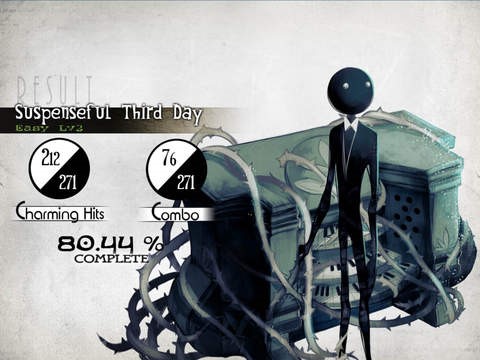 RESULT
Suspenseful Third Day
Easy Lv3
212
271
76
271
Charming Hits
Combo
80.44 %
COMPLETE